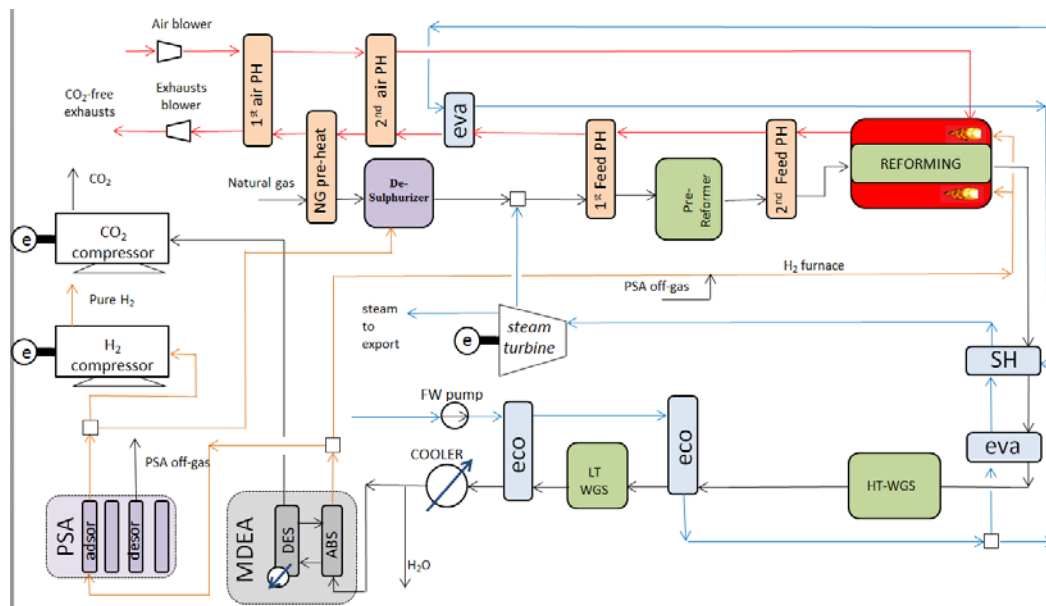 Air blower
CO2-free
exhausts
Exhausts
blower
1st air PH
2nd air PH
eva
NG pre-heat
Natural gas
De-
Sulphurizer
1st Feed PH
Pre-
Reformer
2nd Feed PH
REFORMING
CO2
e
CO2
compressor
Pure H2
e
H2
compressor
H2 furnace
PSA off-gas
steam
to
export
e
steam
turbine
SH
FW pump
eco
eco
eva
COOLER
LT
WGS
HT-WGS
PSA off-gas
PSA
adsor
desor
MDEA
DES
ABS
H2O